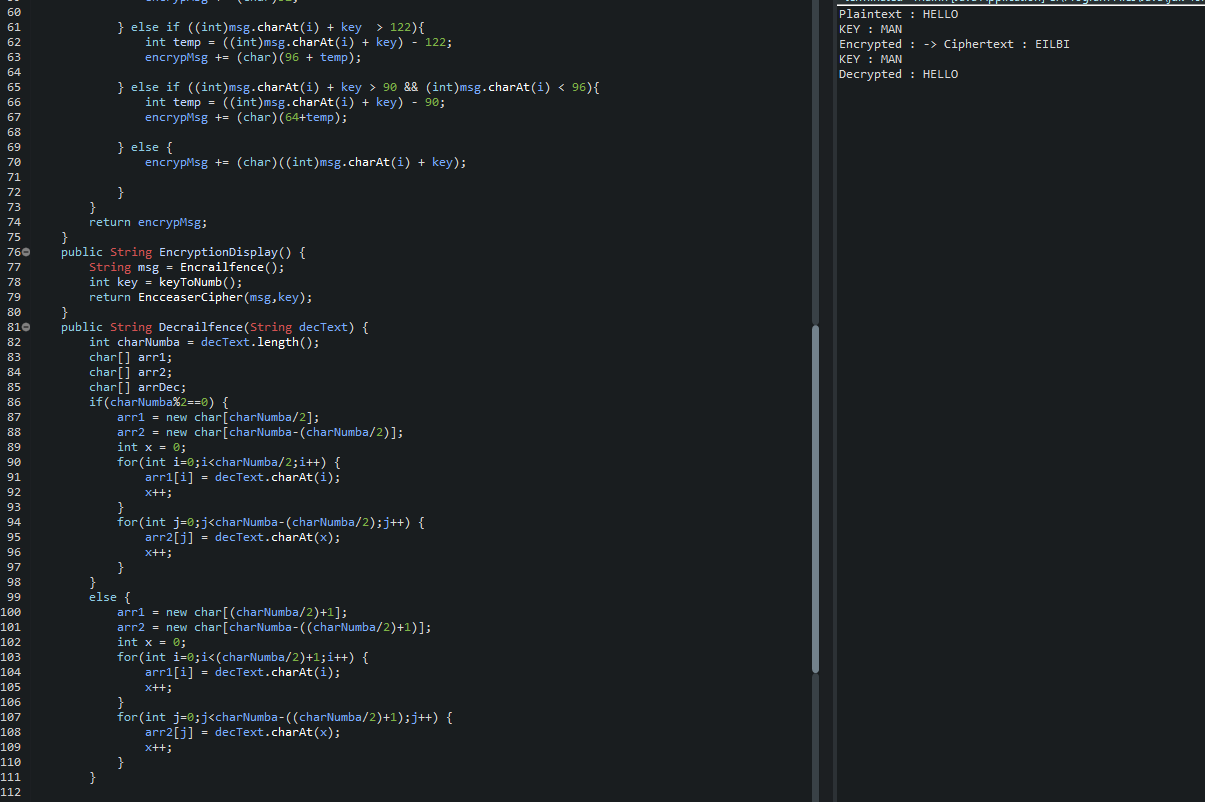 60
61 } else if ((int)msg.charAt(i) + key  > 122){
62 int temp = ((int)msg.charAt(i) + key) - 122;
63 encrypMsg += (char)(96 + temp);
64
65 } else if ((int)msg.charAt(i) + key > 90 && (int)msg.charAt(i) < 96){
66 int temp = ((int)msg.charAt(i) + key) - 90;
67 encrypMsg += (char)(64+temp);
68
69 } else {
70 encrypMsg += (char)((int)msg.charAt(i) + key);
71
72 }
73 }
74 return encrypMsg;
75 }
76 public String EncryptionDisplay() {
77 String msg = Encrailfence();
78 int key = keyToNumb();
79 return EncceaserCipher(msg,key);
80 }
81 public String Decrailfence(String decText) {
82 int charNumba = decText.length();
83 char[] arr1;
84 char[] arr2;
85 char[] arrDec;
86 if(charNumba%2==0) {
87 arr1 = new char[charNumba/2];
88 arr2 = new char[charNumba-(charNumba/2)];
89 int x = 0;
90 for(int i=0;i<charNumba/2;i++) {
91 arr1[i] = decText.charAt(i);
92 x++;
93 }
94 for(int j=0;j<charNumba-(charNumba/2);j++) {
95 arr2[j] = decText.charAt(x);
96 x++;
97 }
98 }
99 else {
100 arr1 = new char[(charNumba/2)+1];
101 arr2 = new char[charNumba-((charNumba/2)+1)];
102 int x = 0;
103 for(int i=0;i<(charNumba/2)+1;i++) {
104 arr1[i] = decText.charAt(i);
105 x++;
106 }
107 for(int j=0;j<charNumba-((charNumba/2)+1);j++) {
108 arr2[j] = decText.charAt(x);
109 x++;
110 }
111 }
112
Plaintext : HELLO
KEY : MAN
Encrypted : -> Ciphertext : EILBI
KEY : MAN
Decrypted : HELLO